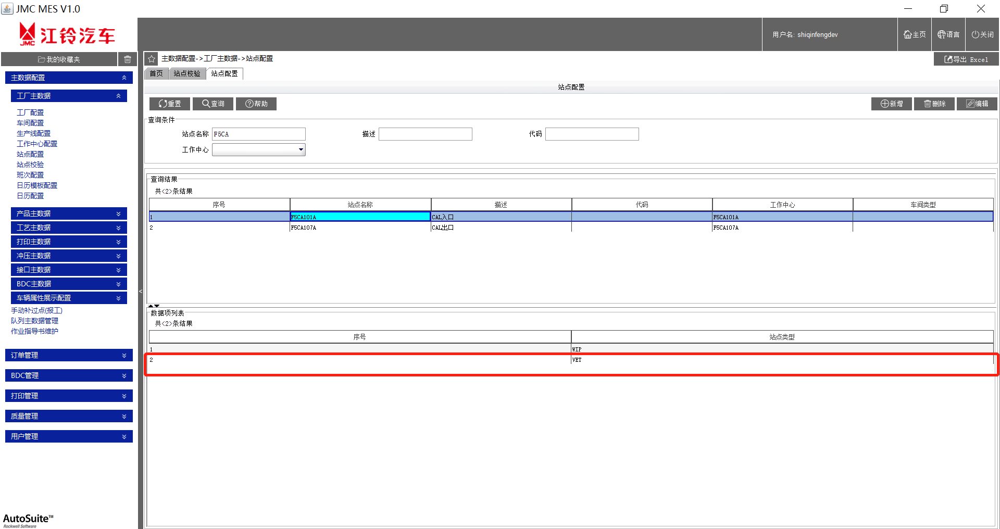 JMC MES V1.0
JMC 江铃汽车
用户名: shiqinfengdev
主页
语言
关闭
我的收藏夹
主数据配置->工厂主数据->站点配置
导出 Excel
首页 站点校验 站点配置
站点配置
重置 查询 帮助 新增 删除 编辑
主数据配置
工厂主数据
工厂配置
车间配置
生产线配置
工作中心配置
站点配置
站点校验
班次配置
日历模板配置
日历配置
产品主数据
工艺主数据
打印主数据
冲压主数据
接口主数据
BDC主数据
车辆属性展示配置
手动补过点(报工)
队列主数据管理
作业指导书维护
订单管理
BDC管理
打印管理
质量管理
用户管理
AutoSuite™
Rockwell Software
<
查询条件
站点名称 F5CA 描述 代码
工作中心
查询结果
共<2>条结果
序号 站点名称 描述 代码 工作中心 车间类型
1 F5CA101A CAL入口 F5CA101A
2 F5CA107A CAL出口 F5CA107A
数据项列表
共<2>条结果
序号 站点类型
1 WIP
2 VET